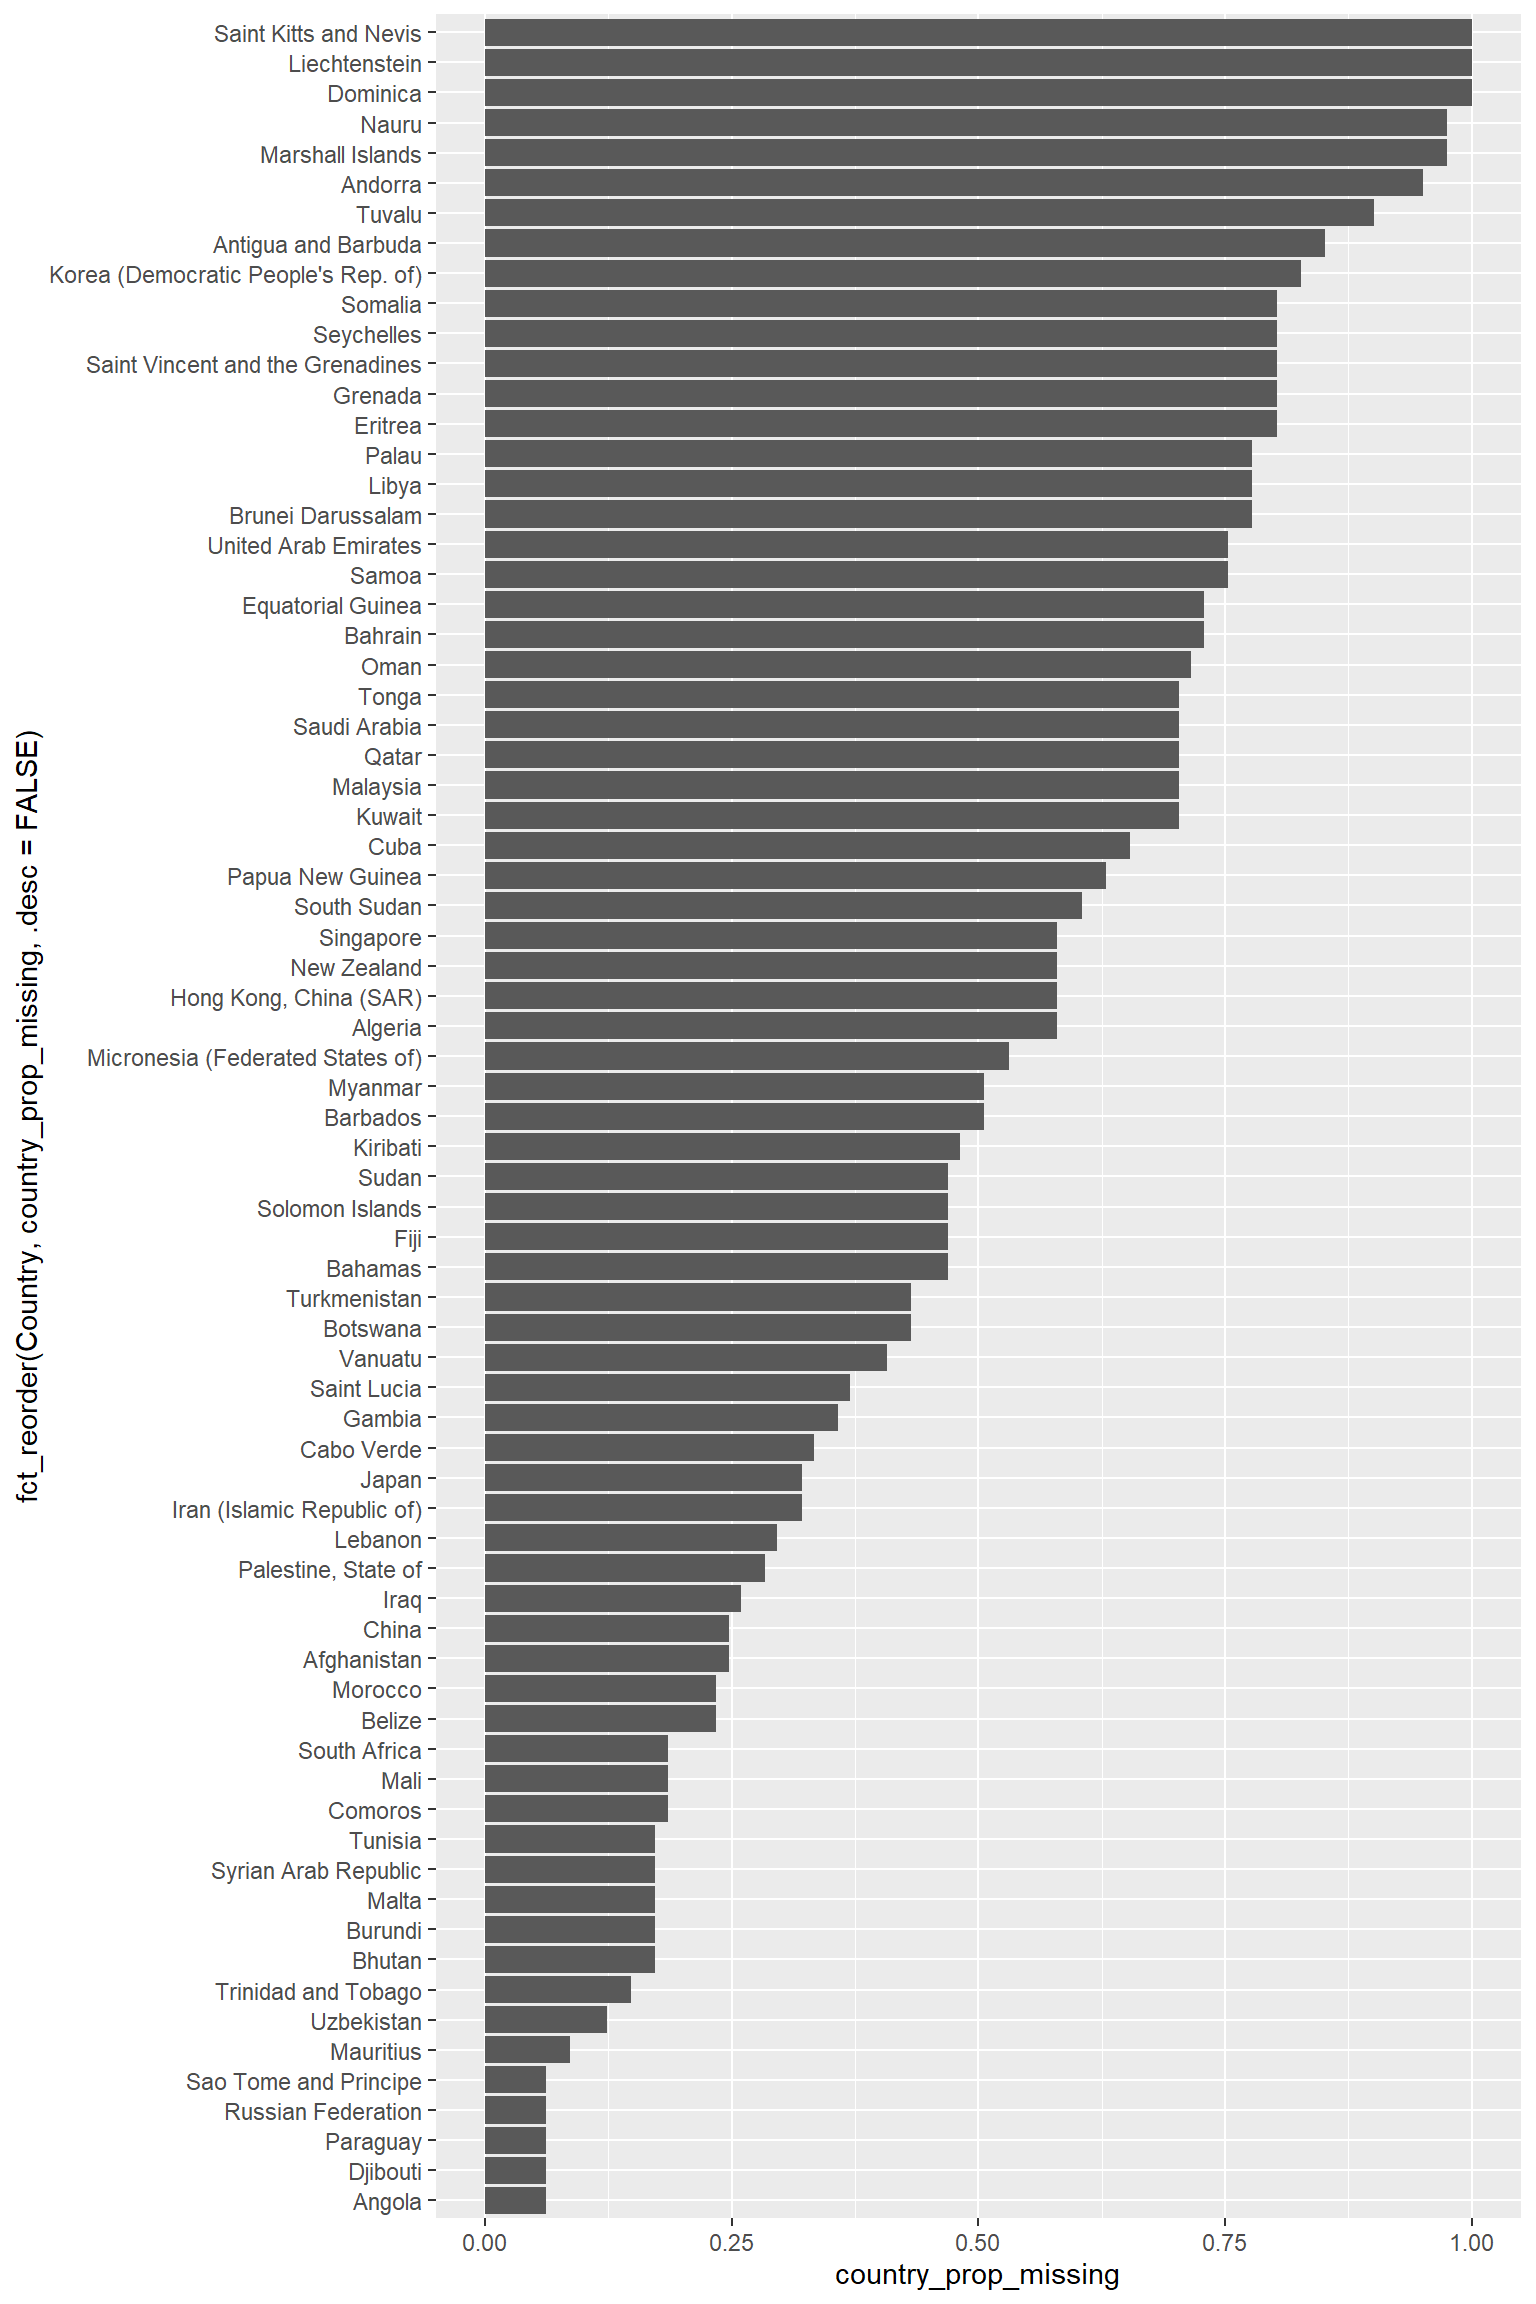 Saint Kitts and Nevis
Liechtenstein
Dominica
Nauru
Marshall Islands
Andorra
Tuvalu
Antigua and Barbuda
Korea (Democratic People's Rep. of)
Somalia
Seychelles
Saint Vincent and the Grenadines
Grenada
Eritrea
Palau
Libya
Brunei Darussalam
United Arab Emirates
Samoa
Equatorial Guinea
Bahrain
Oman
Tonga
Saudi Arabia
Qatar
Malaysia
Kuwait
Cuba
Papua New Guinea
South Sudan
Singapore
New Zealand
Hong Kong, China (SAR)
Algeria
Micronesia (Federated States of)
Myanmar
Barbados
Kiribati
Sudan
Solomon Islands
Fiji
Bahamas
Turkmenistan
Botswana
Vanuatu
Saint Lucia
Gambia
Cabo Verde
Japan
Iran (Islamic Republic of)
Lebanon
Palestine, State of
Iraq
China
Afghanistan
Morocco
Belize
South Africa
Mali
Comoros
Tunisia
Syrian Arab Republic
Malta
Burundi
Bhutan
Trinidad and Tobago
Uzbekistan
Mauritius
Sao Tome and Principe
Russian Federation
Paraguay
Djibouti
Angola
fct_reorder(Country, country_prop_missing, .desc = FALSE)
0.00 0.25 0.50 0.75 1.00
country_prop_missing